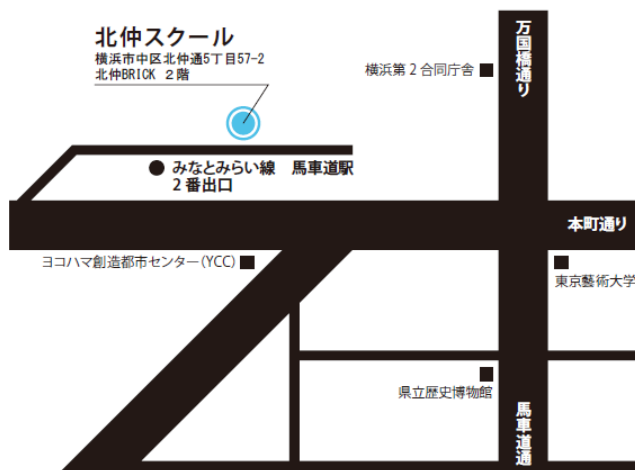 北仲スクール
横浜市中区北仲通5丁目57-2
北仲BRICK 2階
万国橋通り
横浜第2合同庁舎
みなとみらい線 馬車道駅
2番出口
本町通り
ヨコハマ創造都市センター(YCC)
東京藝術大学
県立歴史博物館
馬車道通